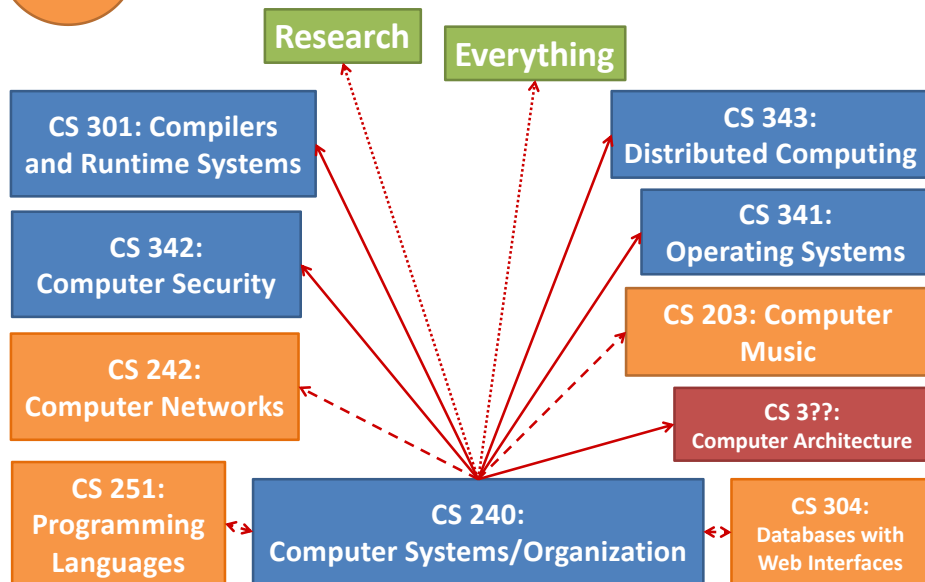 Research
Everything
CS 301: Compilers
and Runtime Systems
CS 343:
Distributed Computing
CS 342:
Computer Security
CS 341:
Operating Systems
CS 242:
Computer Networks
CS 203: Computer
Music
CS 3??:
Computer Architecture
CS 251:
Programming
Languages
CS 240:
Computer Systems/Organization
CS 304:
Databases with
Web Interfaces